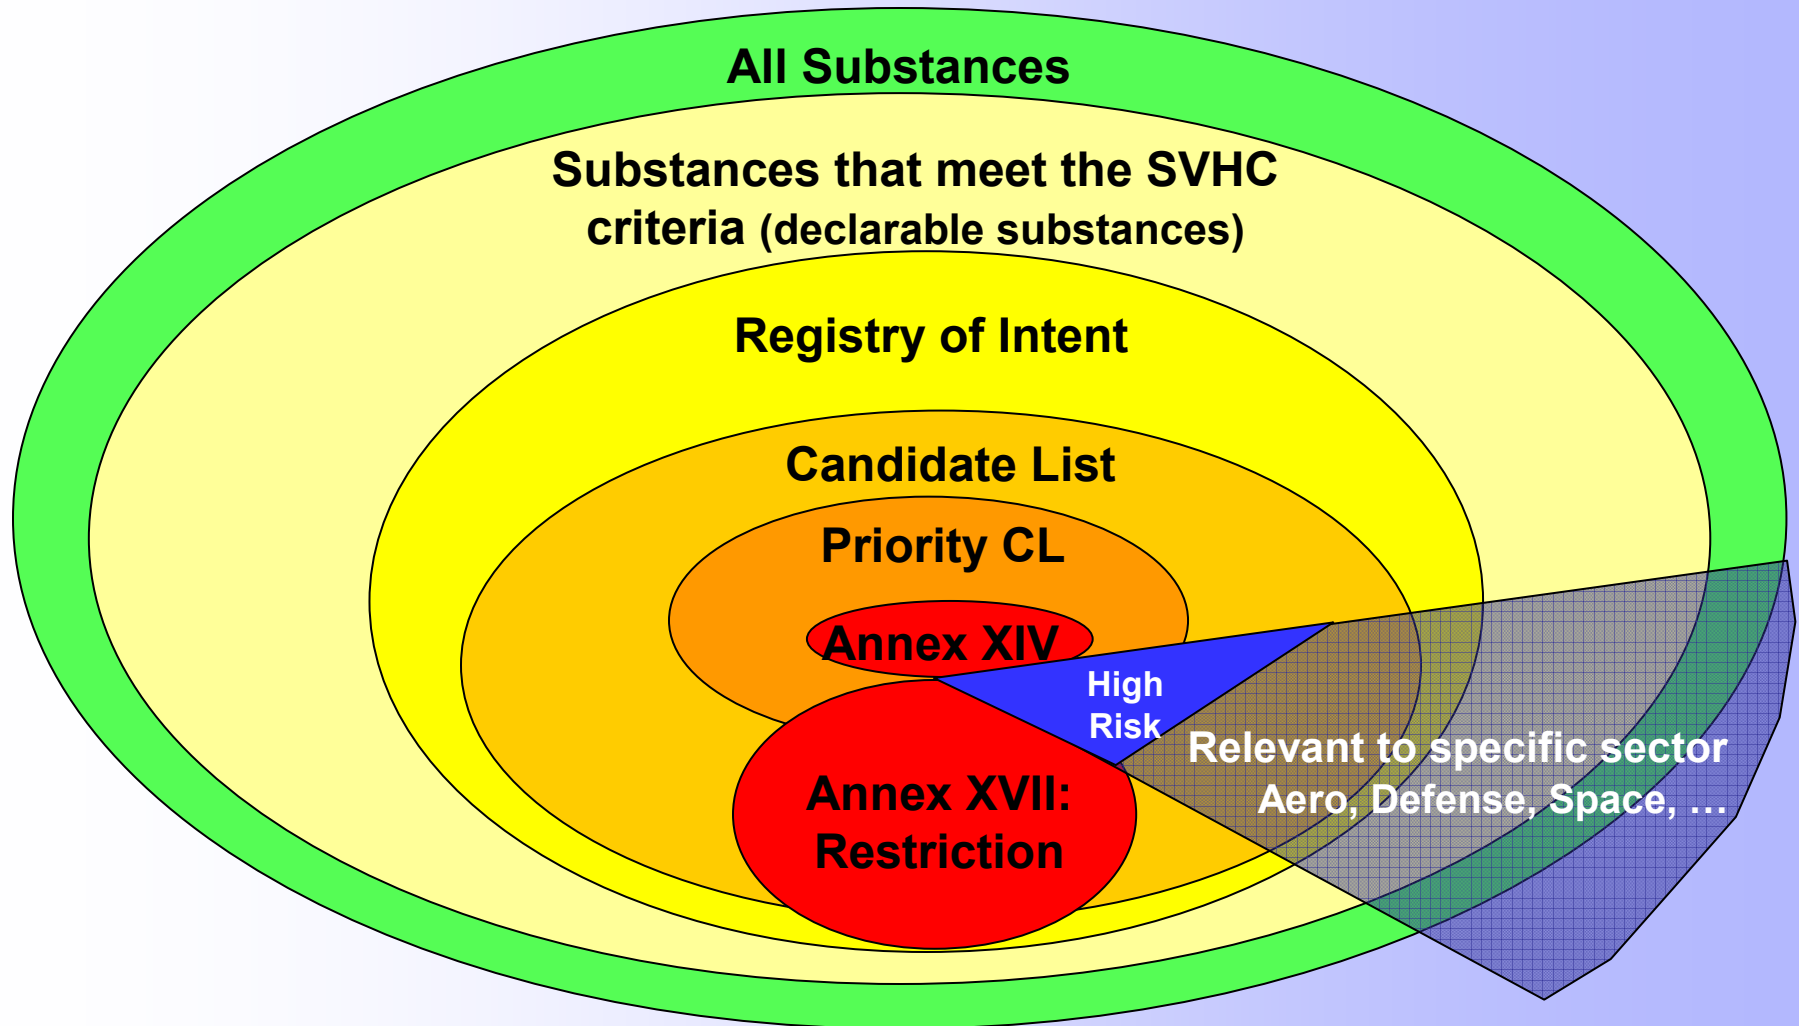 All Substances
Substances that meet the SVHC
criteria (declarable substances)
Registry of Intent
Candidate List
Priority CL
Annex XIV
High
Risk
Relevant to specific sector
Aero, Defense, Space, …
Annex XVII:
Restriction